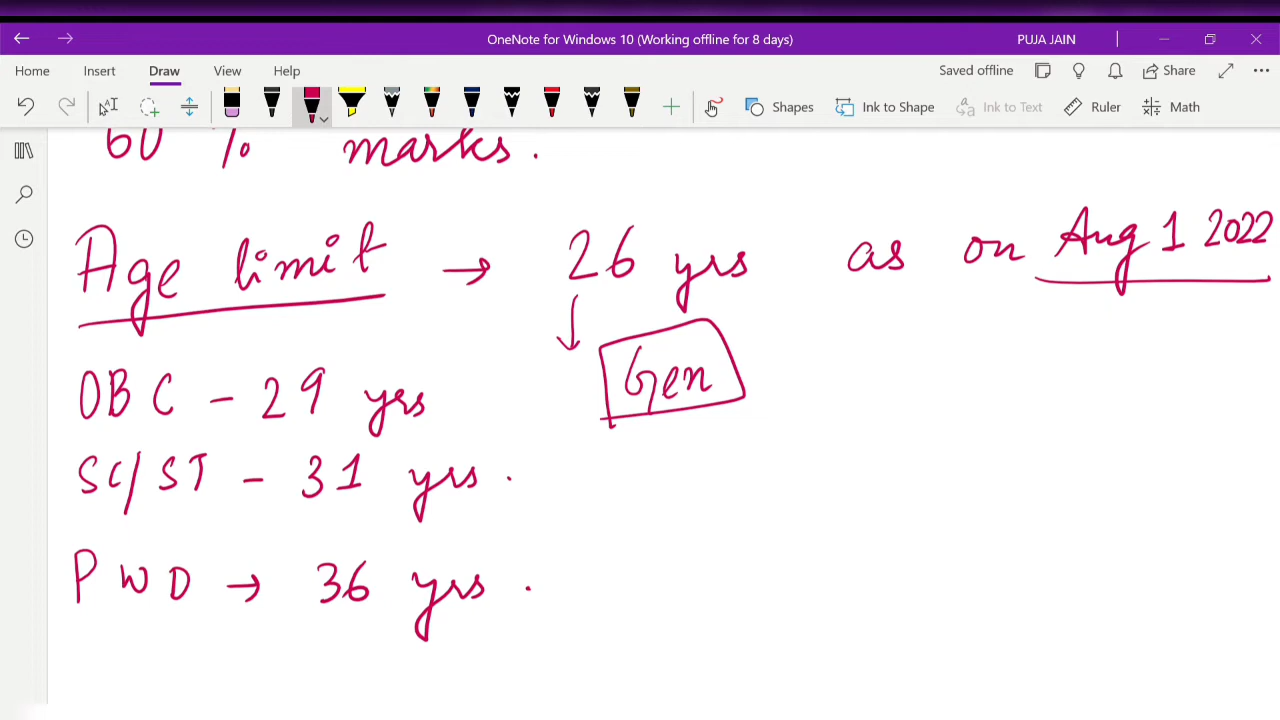 OneNote for Windows 10 (Working offline for 8 days) PUJA JAIN
Home Insert Draw View Help Saved offline Share
Shapes Ink to Shape Ink to Text Ruler Math
60 % marks.
Age limit → 26 yrs as on Aug 1 2022
↓ Gen
OBC - 29 yrs
SC/ST - 31 yrs.
PWD → 36 yrs.